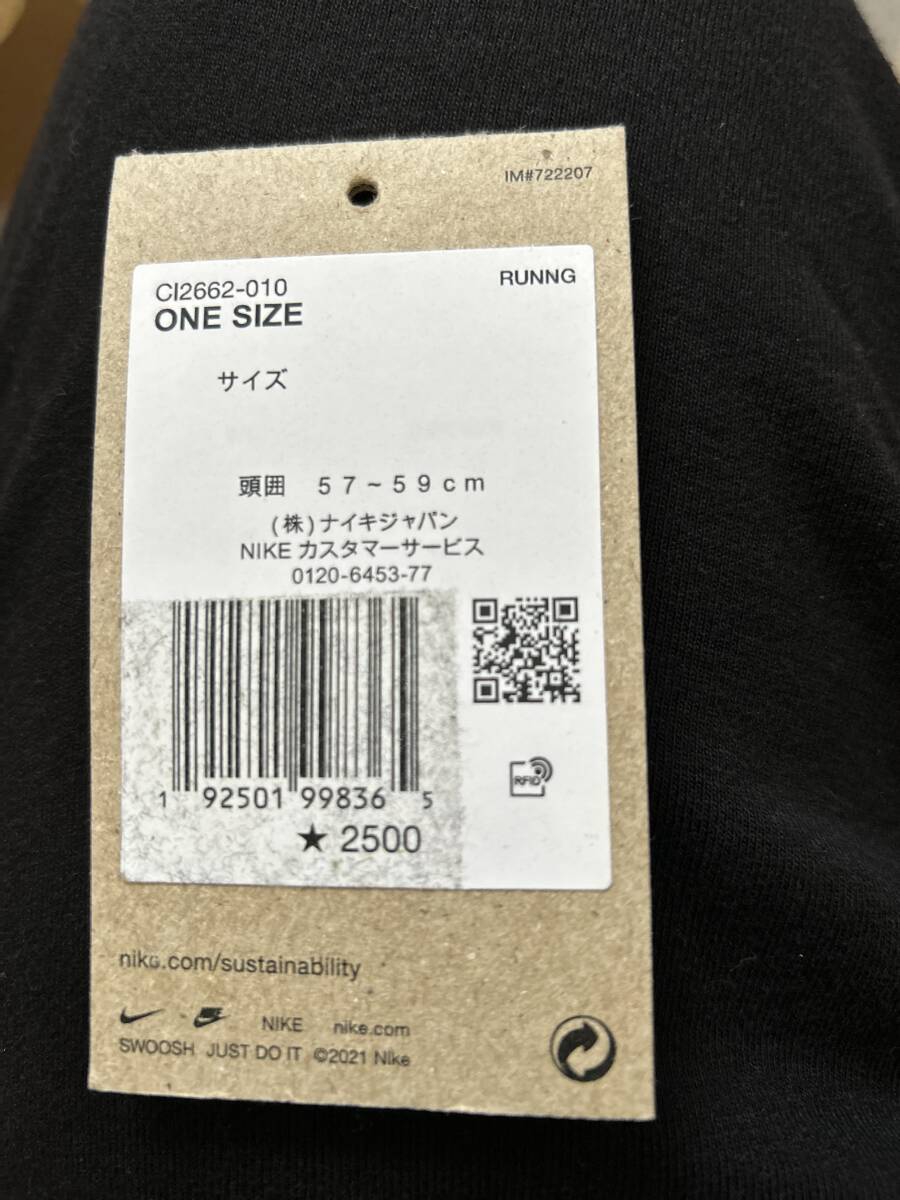 IM#722207
CI2662-010
RUNNG
ONE SIZE
サイズ
頭囲 57~59cm
(株)ナイキジャパン
NIKE カスタマーサービス
0120-6453-77
RFID
1 92501 99836 5
★ 2500
nike.com/sustainability
NIKE nike.com
SWOOSH JUST DO IT ©2021 Nike